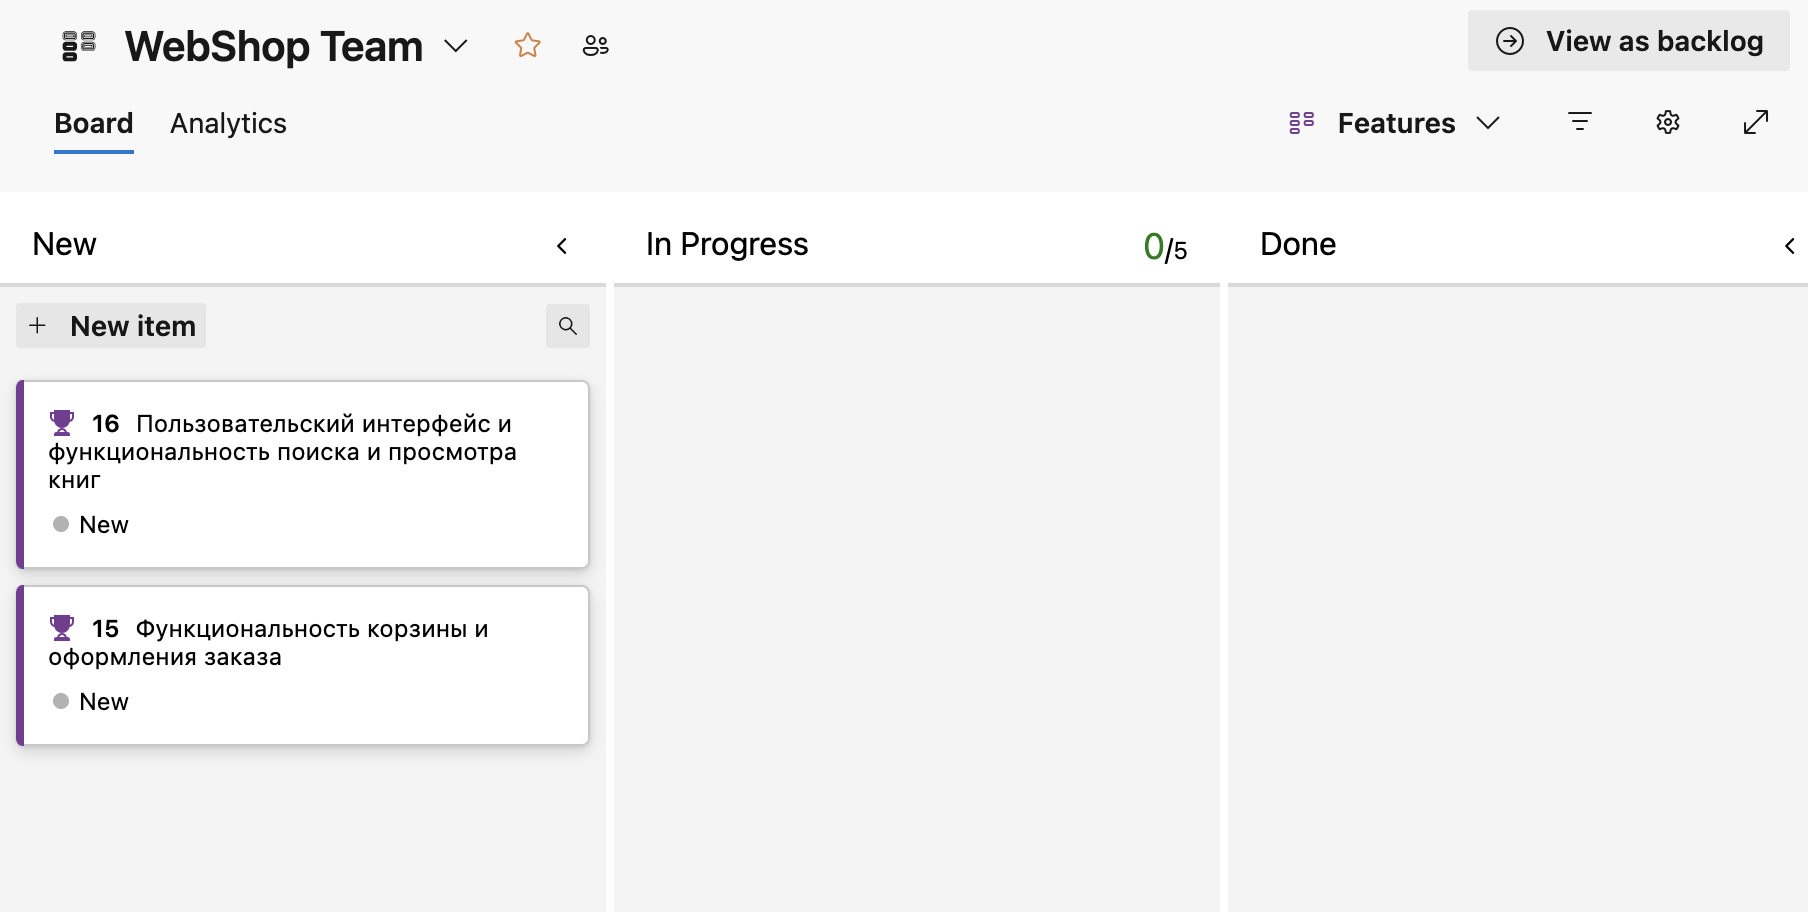 WebShop Team
View as backlog
Board
Analytics
Features
New
In Progress
0/5
Done
New item
16 Пользовательский интерфейс и
функциональность поиска и просмотра
книг
New
15 Функциональность корзины и
оформления заказа
New